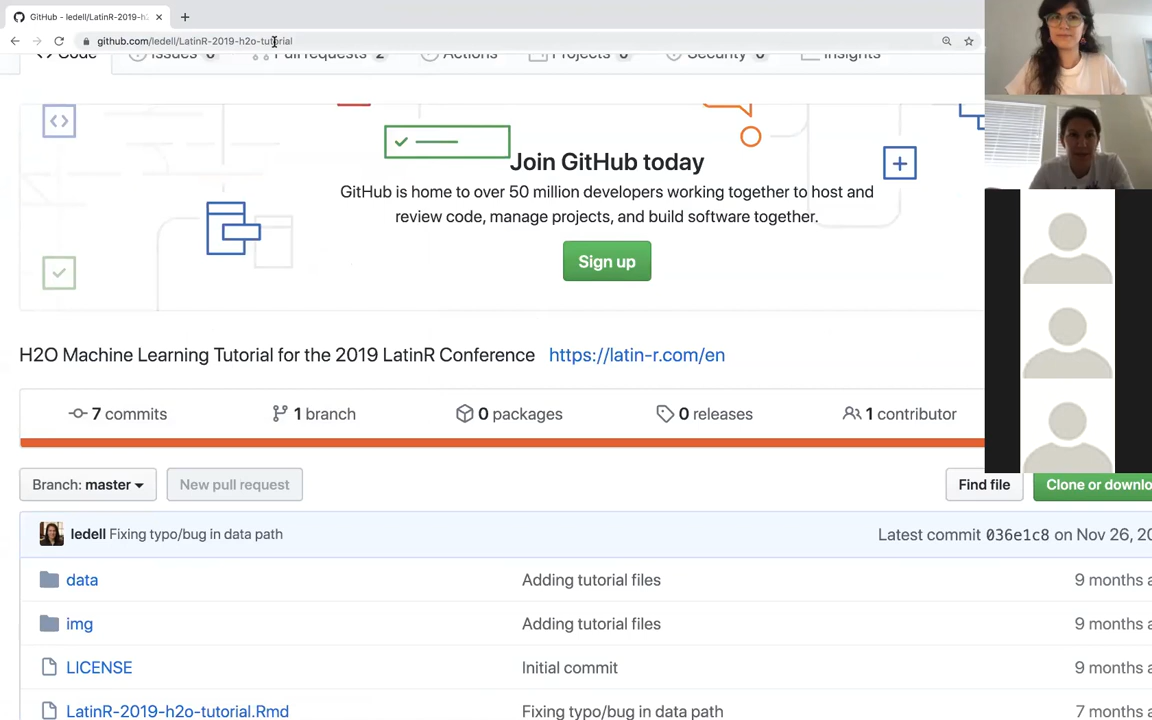 GitHub - ledell/LatinR-2019-h2
github.com/ledell/LatinR-2019-h2o-tutorial
Code Issues 0 Pull requests 2 Actions Projects 0 Security 0 Insights
Join GitHub today
GitHub is home to over 50 million developers working together to host and
review code, manage projects, and build software together.
Sign up
H2O Machine Learning Tutorial for the 2019 LatinR Conference https://latin-r.com/en
7 commits 1 branch 0 packages 0 releases 1 contributor
Branch: master New pull request Find file Clone or downlo
ledell Fixing typo/bug in data path Latest commit 036e1c8 on Nov 26, 20
data Adding tutorial files 9 months a
img Adding tutorial files 9 months a
LICENSE Initial commit 9 months a
LatinR-2019-h2o-tutorial.Rmd Fixing typo/bug in data path 7 months a